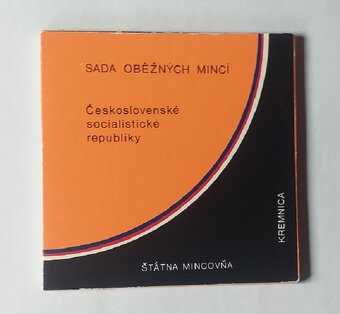 SADA OBĚŽNÝCH MINCÍ
Československé
socialistické
republiky
KREMNICA
ŠTÁTNA MINCOVŇA